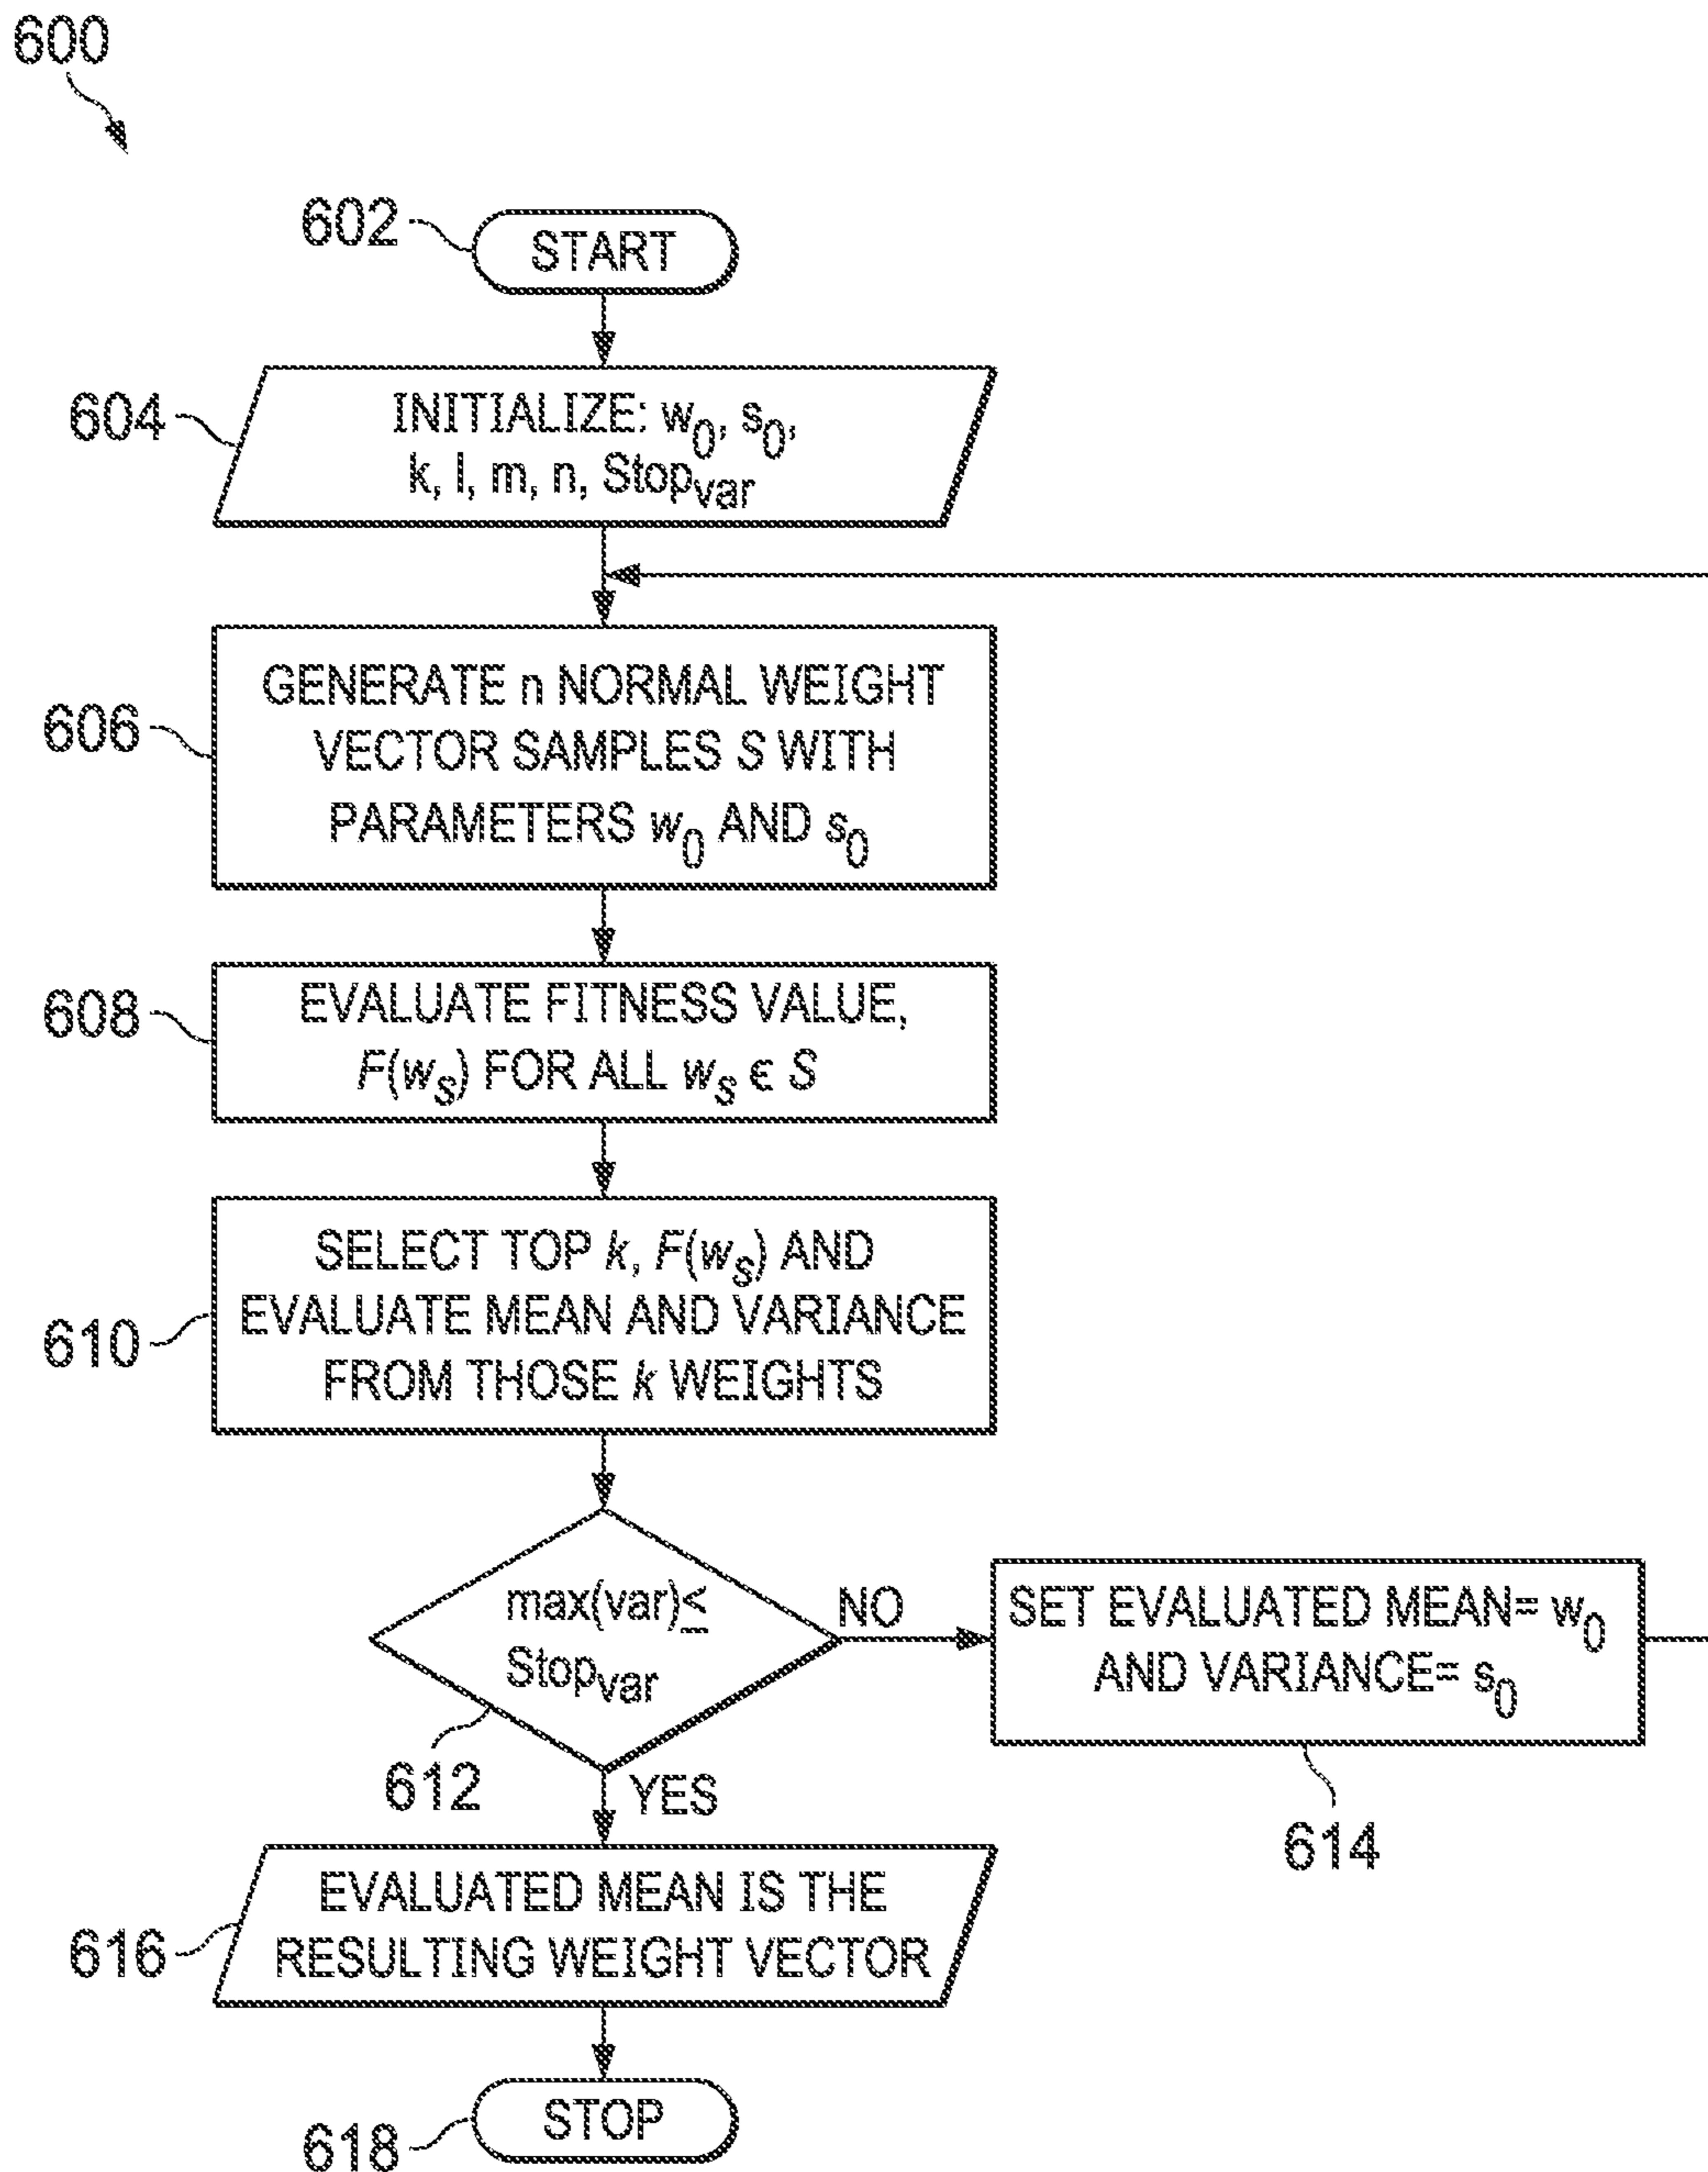 600
602
START
604
INITIALIZE: w0, s0,
k, l, m, n, Stopvar
606
GENERATE n NORMAL WEIGHT
VECTOR SAMPLES S WITH
PARAMETERS w0 AND s0
608
EVALUATE FITNESS VALUE,
F(ws) FOR ALL ws ϵ S
610
SELECT TOP k, F(ws) AND
EVALUATE MEAN AND VARIANCE
FROM THOSE k WEIGHTS
max(var)≤
Stopvar
612
NO
SET EVALUATED MEAN= w0
AND VARIANCE= s0
614
YES
616
EVALUATED MEAN IS THE
RESULTING WEIGHT VECTOR
618
STOP